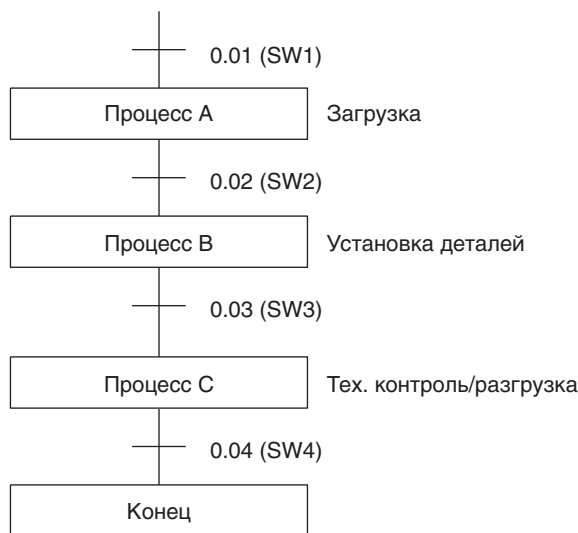 0.01 (SW1)
Процесс A
Загрузка
0.02 (SW2)
Процесс B
Установка деталей
0.03 (SW3)
Процесс C
Тех. контроль/разгрузка
0.04 (SW4)
Конец